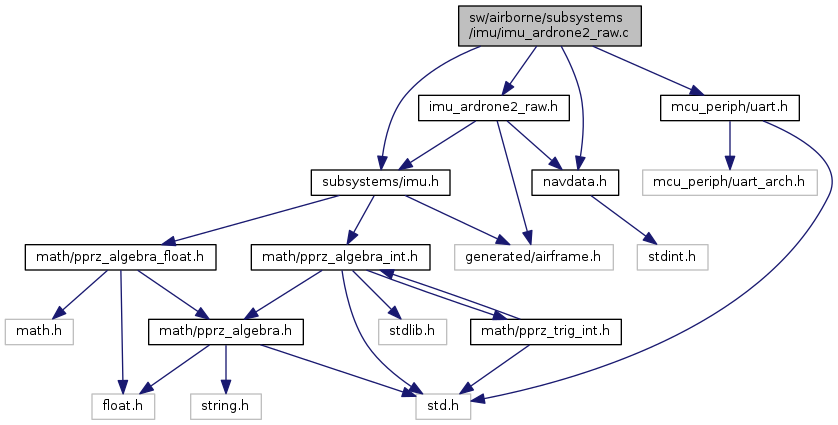 sw/airborne/subsystems
/imu/imu_ardrone2_raw.c
imu_ardrone2_raw.h
mcu_periph/uart.h
subsystems/imu.h
navdata.h
mcu_periph/uart_arch.h
math/pprz_algebra_float.h
math/pprz_algebra_int.h
generated/airframe.h
stdint.h
math.h
math/pprz_algebra.h
stdlib.h
math/pprz_trig_int.h
float.h
string.h
std.h